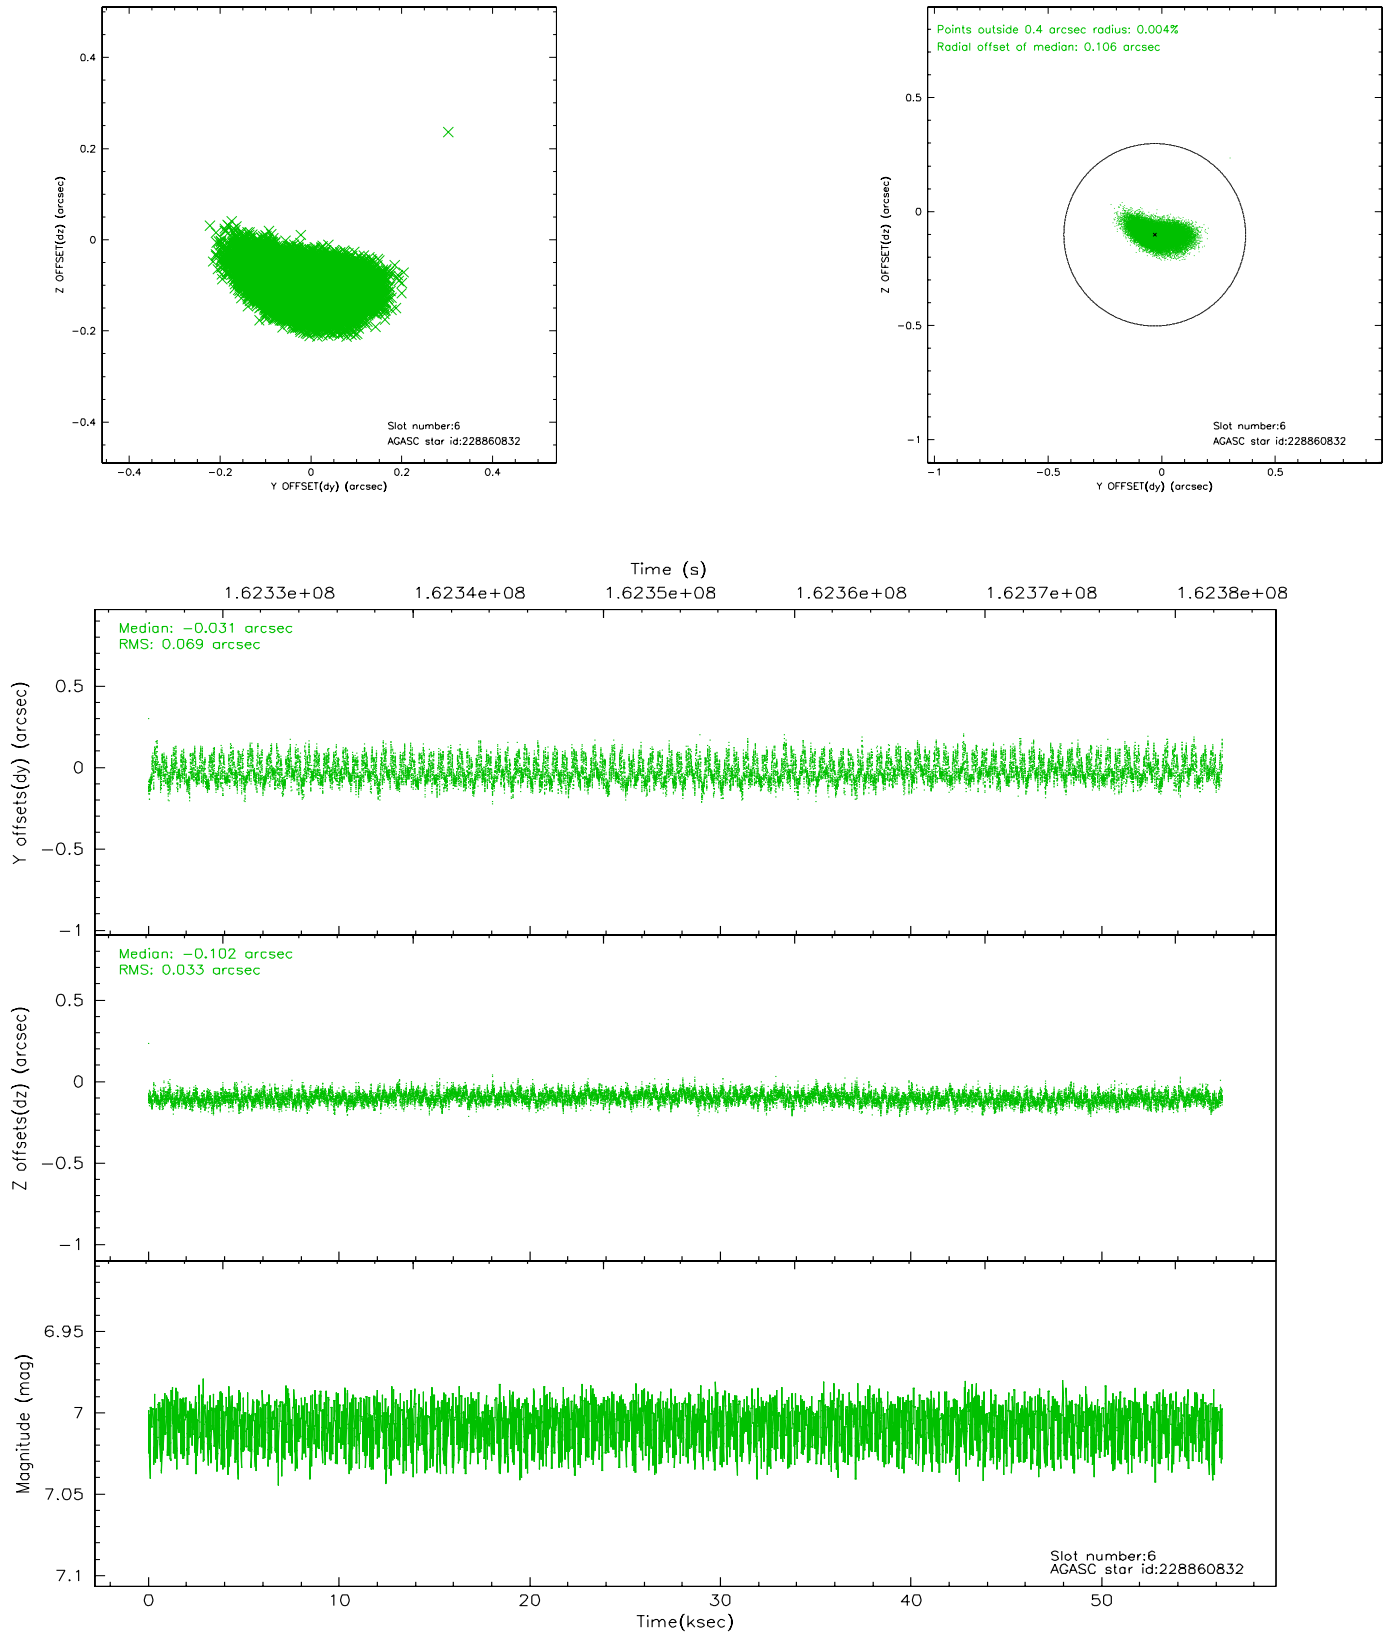 0.4
0.2
0
−0.2
−0.4
Z OFFSET(dz) (arcsec)
Slot number:6
AGASC star id:228860832
−0.4 −0.2 0 0.2 0.4
Y OFFSET(dy) (arcsec)
Points outside 0.4 arcsec radius: 0.004%
Radial offset of median: 0.106 arcsec
0.5
0
−0.5
−1
Z OFFSET(dz) (arcsec)
Slot number:6
AGASC star id:228860832
−1 −0.5 0 0.5
Y OFFSET(dy) (arcsec)
Time (s)
1.6233e+08 1.6234e+08 1.6235e+08 1.6236e+08 1.6237e+08 1.6238e+08
Median: −0.031 arcsec
RMS: 0.069 arcsec
0.5
0
−0.5
−1
Y offsets(dy) (arcsec)
Median: −0.102 arcsec
RMS: 0.033 arcsec
0.5
0
−0.5
−1
Z offsets(dz) (arcsec)
6.95
7
7.05
7.1
Magnitude (mag)
Slot number:6
AGASC star id:228860832
0 10 20 30 40 50
Time(ksec)